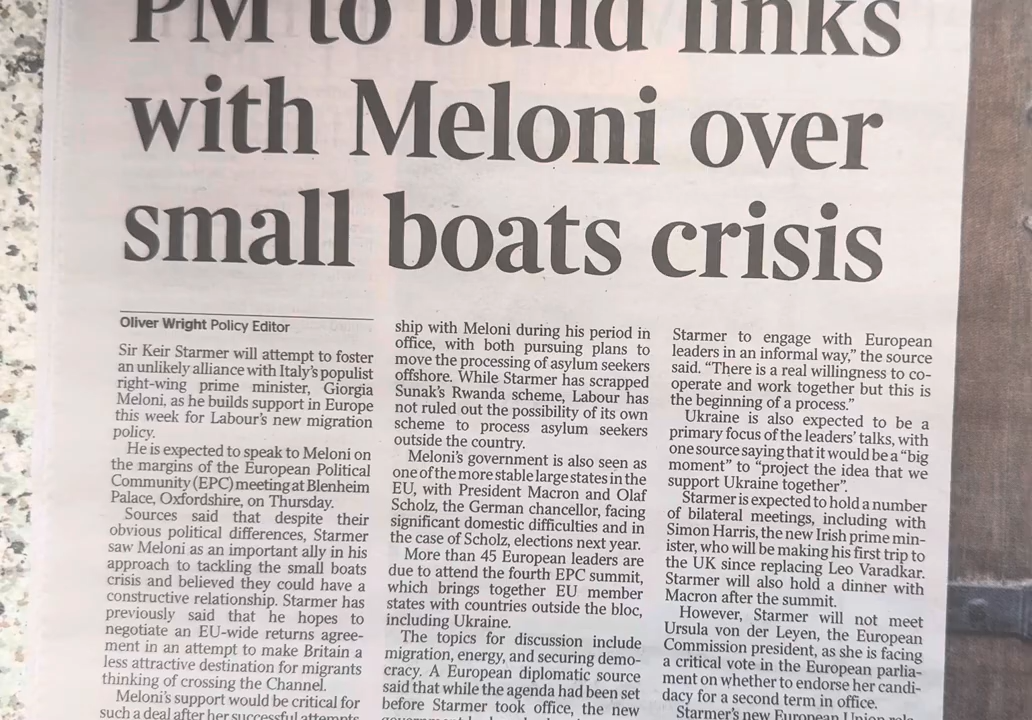 PM to build links
with Meloni over
small boats crisis
Oliver Wright Policy Editor
Sir Keir Starmer will attempt to foster
an unlikely alliance with Italy's populist
right-wing prime minister, Giorgia
Meloni, as he builds support in Europe
this week for Labour's new migration
policy.
He is expected to speak to Meloni on
the margins of the European Political
Community (EPC) meeting at Blenheim
Palace, Oxfordshire, on Thursday.
Sources said that despite their
obvious political differences, Starmer
saw Meloni as an important ally in his
approach to tackling the small boats
crisis and believed they could have a
constructive relationship. Starmer has
previously said that he hopes to
negotiate an EU-wide returns agree-
ment in an attempt to make Britain a
less attractive destination for migrants
thinking of crossing the Channel.
Meloni's support would be critical for
such a deal after her successful attempts
ship with Meloni during his period in
office, with both pursuing plans to
move the processing of asylum seekers
offshore. While Starmer has scrapped
Sunak's Rwanda scheme, Labour has
not ruled out the possibility of its own
scheme to process asylum seekers
outside the country.
Meloni's government is also seen as
one of the more stable large states in the
EU, with President Macron and Olaf
Scholz, the German chancellor, facing
significant domestic difficulties and in
the case of Scholz, elections next year.
More than 45 European leaders are
due to attend the fourth EPC summit,
which brings together EU member
states with countries outside the bloc,
including Ukraine.
The topics for discussion include
migration, energy, and securing demo-
cracy. A European diplomatic source
said that while the agenda had been set
before Starmer took office, the new
Starmer to engage with European
leaders in an informal way," the source
said. "There is a real willingness to co-
operate and work together but this is
the beginning of a process."
Ukraine is also expected to be a
primary focus of the leaders' talks, with
one source saying that it would be a "big
moment" to "project the idea that we
support Ukraine together".
Starmer is expected to hold a number
of bilateral meetings, including with
Simon Harris, the new Irish prime min-
ister, who will be making his first trip to
the UK since replacing Leo Varadkar.
Starmer will also hold a dinner with
Macron after the summit.
However, Starmer will not meet
Ursula von der Leyen, the European
Commission president, as she is facing
a critical vote in the European parlia-
ment on whether to endorse her candi-
dacy for a second term in office.
Starmer's new European Union